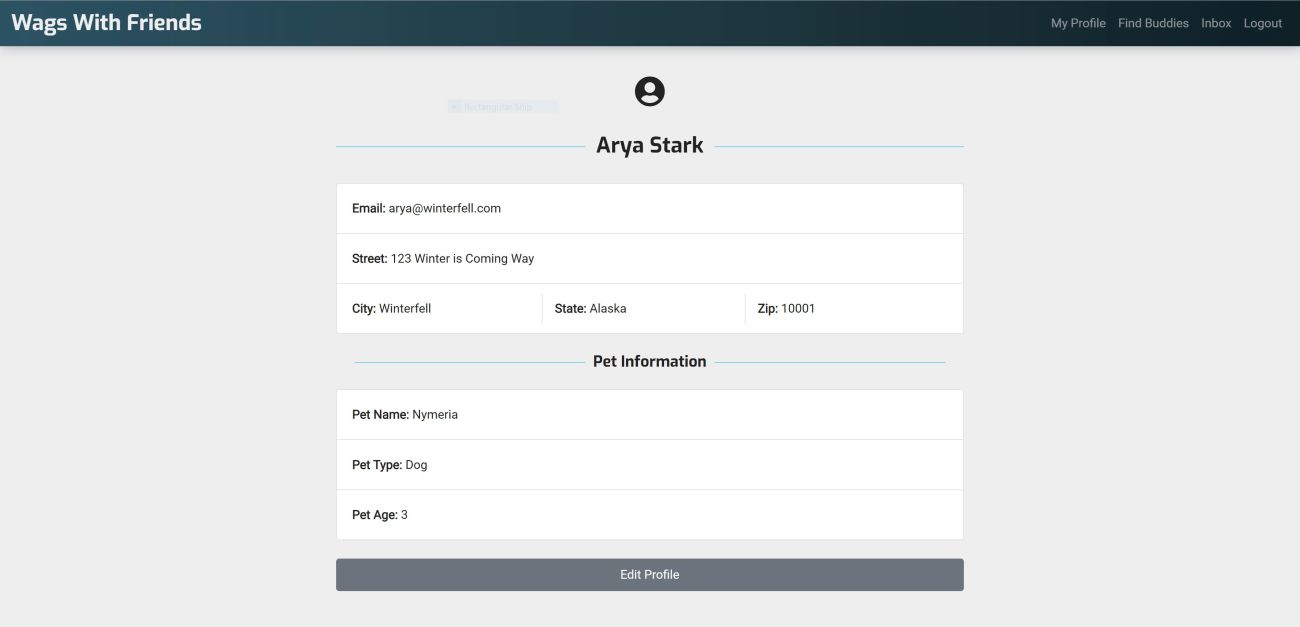 Wags With Friends
My Profile Find Buddies Inbox Logout
Rectangular Snip
Arya Stark
Email: arya@winterfell.com
Street: 123 Winter is Coming Way
City: Winterfell State: Alaska Zip: 10001
Pet Information
Pet Name: Nymeria
Pet Type: Dog
Pet Age: 3
Edit Profile